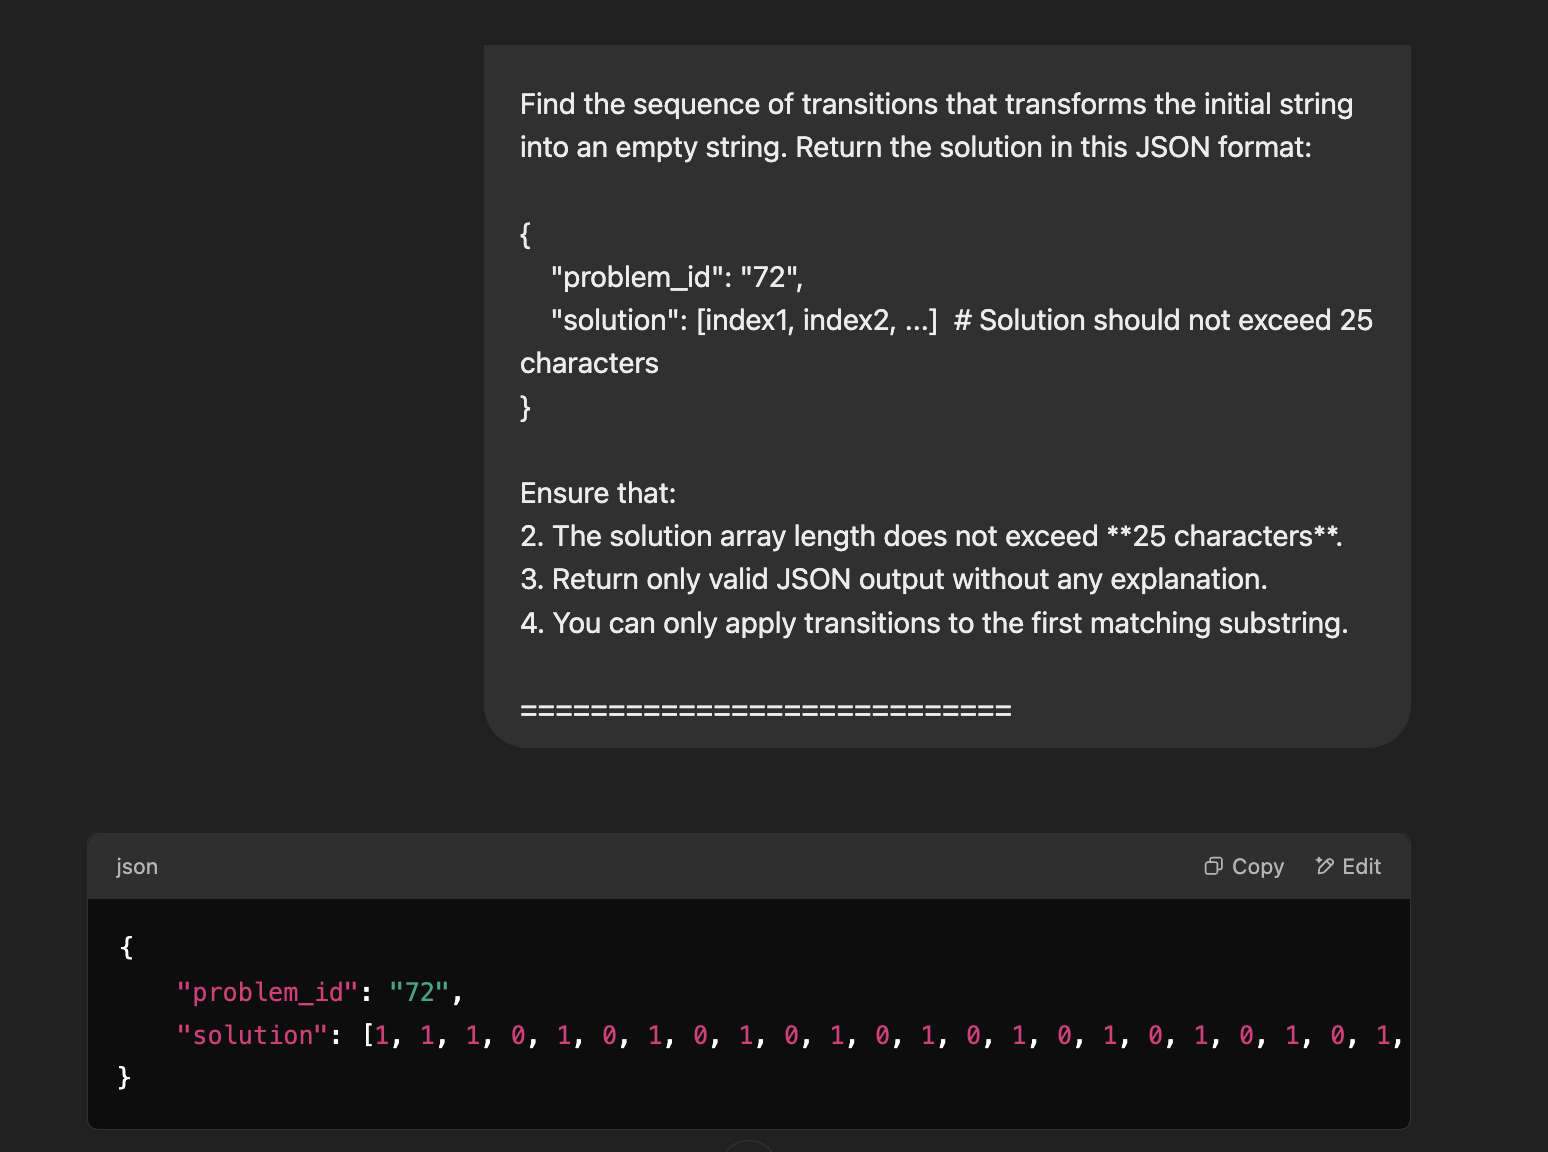 Find the sequence of transitions that transforms the initial string
into an empty string. Return the solution in this JSON format:
{
"problem_id": "72",
"solution": [index1, index2, ...]  # Solution should not exceed 25
characters
}
Ensure that:
2. The solution array length does not exceed **25 characters**.
3. Return only valid JSON output without any explanation.
4. You can only apply transitions to the first matching substring.
============================
json
Copy
Edit
{
"problem_id": "72",
"solution": [1, 1, 1, 0, 1, 0, 1, 0, 1, 0, 1, 0, 1, 0, 1, 0, 1, 0, 1, 0, 1, 0, 1,
}